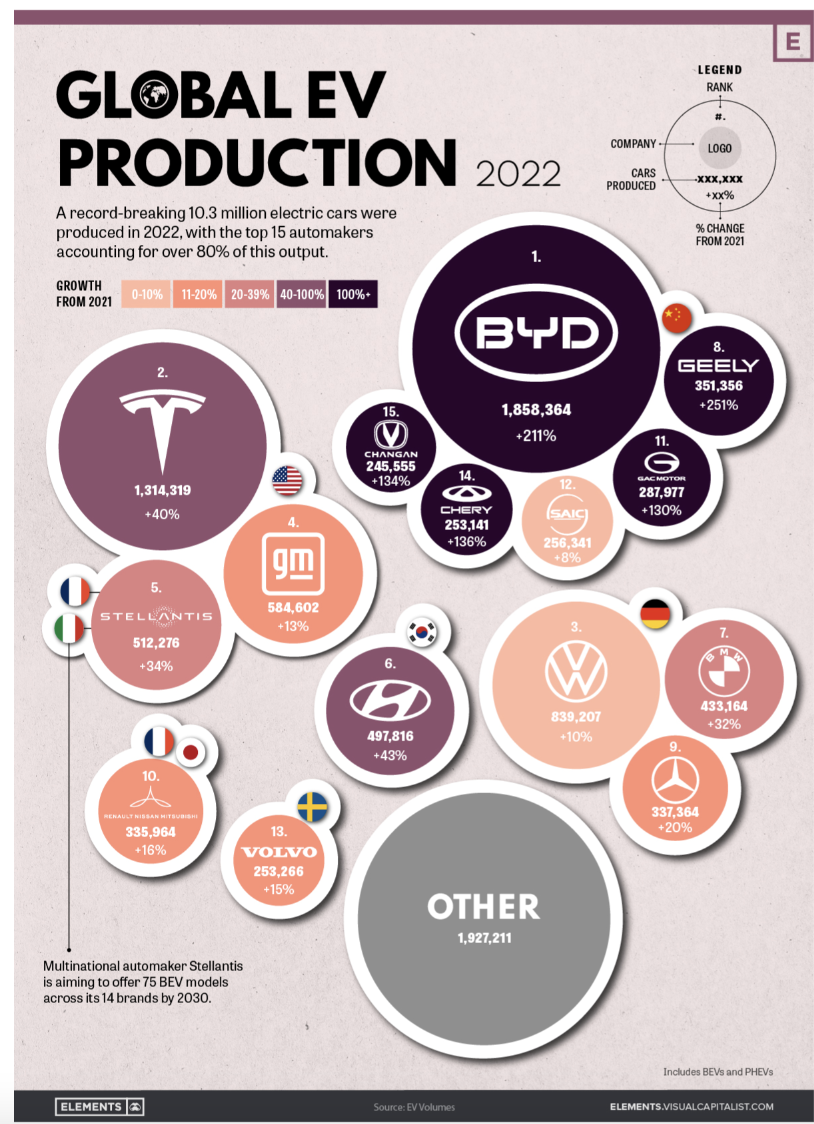 E
GLOBAL EV
PRODUCTION 2022
A record-breaking 10.3 million electric cars were
produced in 2022, with the top 15 automakers
accounting for over 80% of this output.
LEGEND
RANK
#.
COMPANY
LOGO
CARS
PRODUCED
XXX,XXX
+XX%
% CHANGE
FROM 2021
GROWTH
FROM 2021
0-10%
11-20%
20-39%
40-100%
100%+
1.
BYD
1,858,364
+211%
8.
GEELY
351,356
+251%
15.
CHANGAN
245,555
+134%
14.
CHERY
253,141
+136%
12.
SAIC
256,341
+8%
11.
GAC MOTOR
287,977
+130%
2.
1,314,319
+40%
4.
gm
584,602
+13%
5.
STELLANTIS
512,276
+34%
6.
497,816
+43%
3.
839,207
+10%
7.
BMW
433,164
+32%
9.
337,364
+20%
10.
RENAULT NISSAN MITSUBISHI
335,964
+16%
13.
VOLVO
253,266
+15%
OTHER
1,927,211
Multinational automaker Stellantis
is aiming to offer 75 BEV models
across its 14 brands by 2030.
Includes BEVs and PHEVs
ELEMENTS
Source: EV Volumes
ELEMENTS.VISUALCAPITALIST.COM